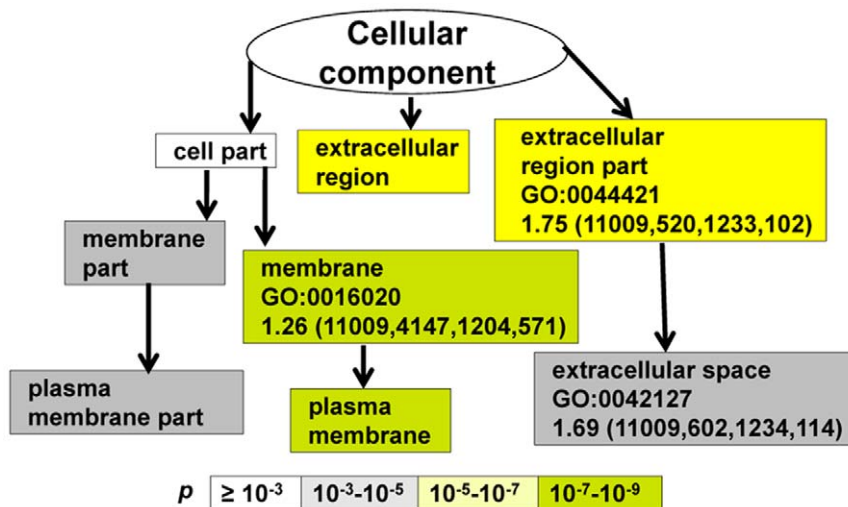 Cellular
component
cell part
extracellular
region
extracellular
region part
GO:0044421
1.75 (11009,520,1233,102)
membrane
part
membrane
GO:0016020
1.26 (11009,4147,1204,571)
plasma
membrane part
plasma
membrane
extracellular space
GO:0042127
1.69 (11009,602,1234,114)
p ≥ 10⁻³ 10⁻³-10⁻⁵ 10⁻⁵-10⁻⁷ 10⁻⁷-10⁻⁹